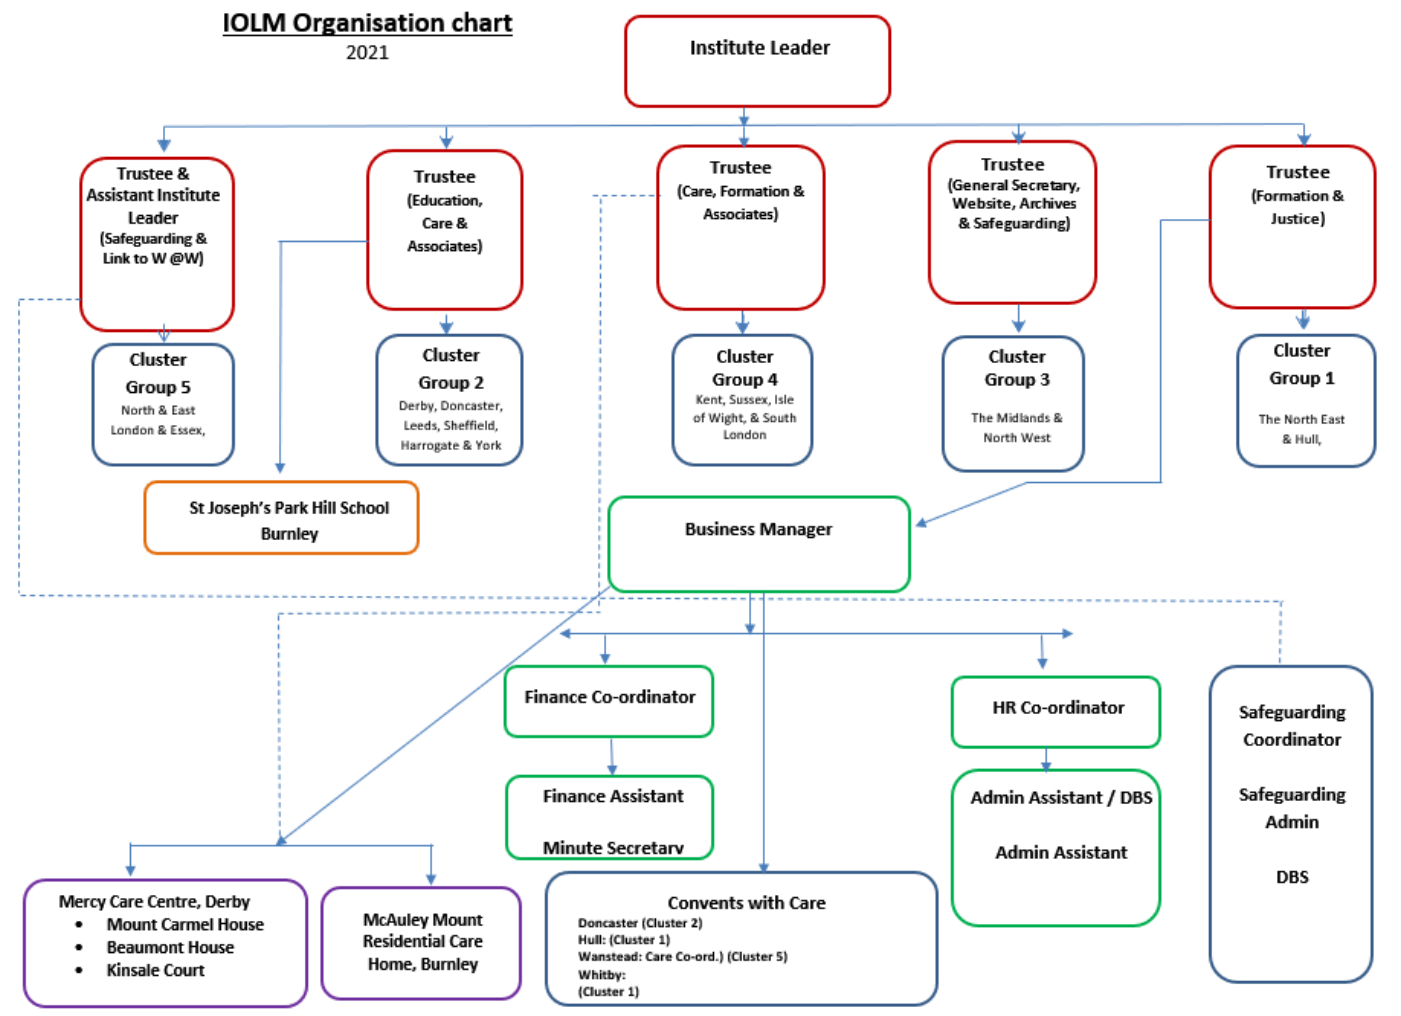 IOLM Organisation chart
2021
Institute Leader
Trustee &
Assistant Institute
Leader
(Safeguarding &
Link to W @W)
Trustee
(Education,
Care &
Associates)
Trustee
(Care, Formation &
Associates)
Trustee
(General Secretary,
Website, Archives
& Safeguarding)
Trustee
(Formation &
Justice)
Cluster
Group 5
North & East
London & Essex,
Cluster
Group 2
Derby, Doncaster,
Leeds, Sheffield,
Harrogate & York
Cluster
Group 4
Kent, Sussex, Isle
of Wight, & South
London
Cluster
Group 3
The Midlands &
North West
Cluster
Group 1
The North East
& Hull,
St Joseph's Park Hill School
Burnley
Business Manager
Finance Co-ordinator
HR Co-ordinator
Finance Assistant
Minute Secretary
Admin Assistant / DBS
Admin Assistant
Safeguarding
Coordinator
Safeguarding
Admin
DBS
Mercy Care Centre, Derby
• Mount Carmel House
• Beaumont House
• Kinsale Court
McAuley Mount
Residential Care
Home, Burnley
Convents with Care
Doncaster (Cluster 2)
Hull: (Cluster 1)
Wanstead: Care Co-ord.) (Cluster 5)
Whitby:
(Cluster 1)